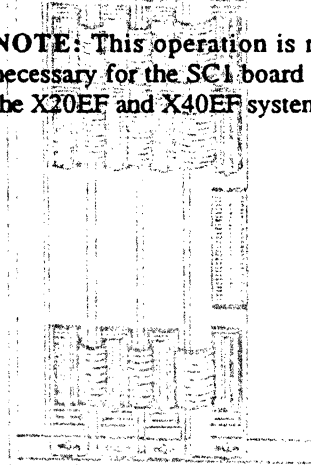 NOTE: This operation is
necessary for the SC1 board
the X20EF and X40EF system